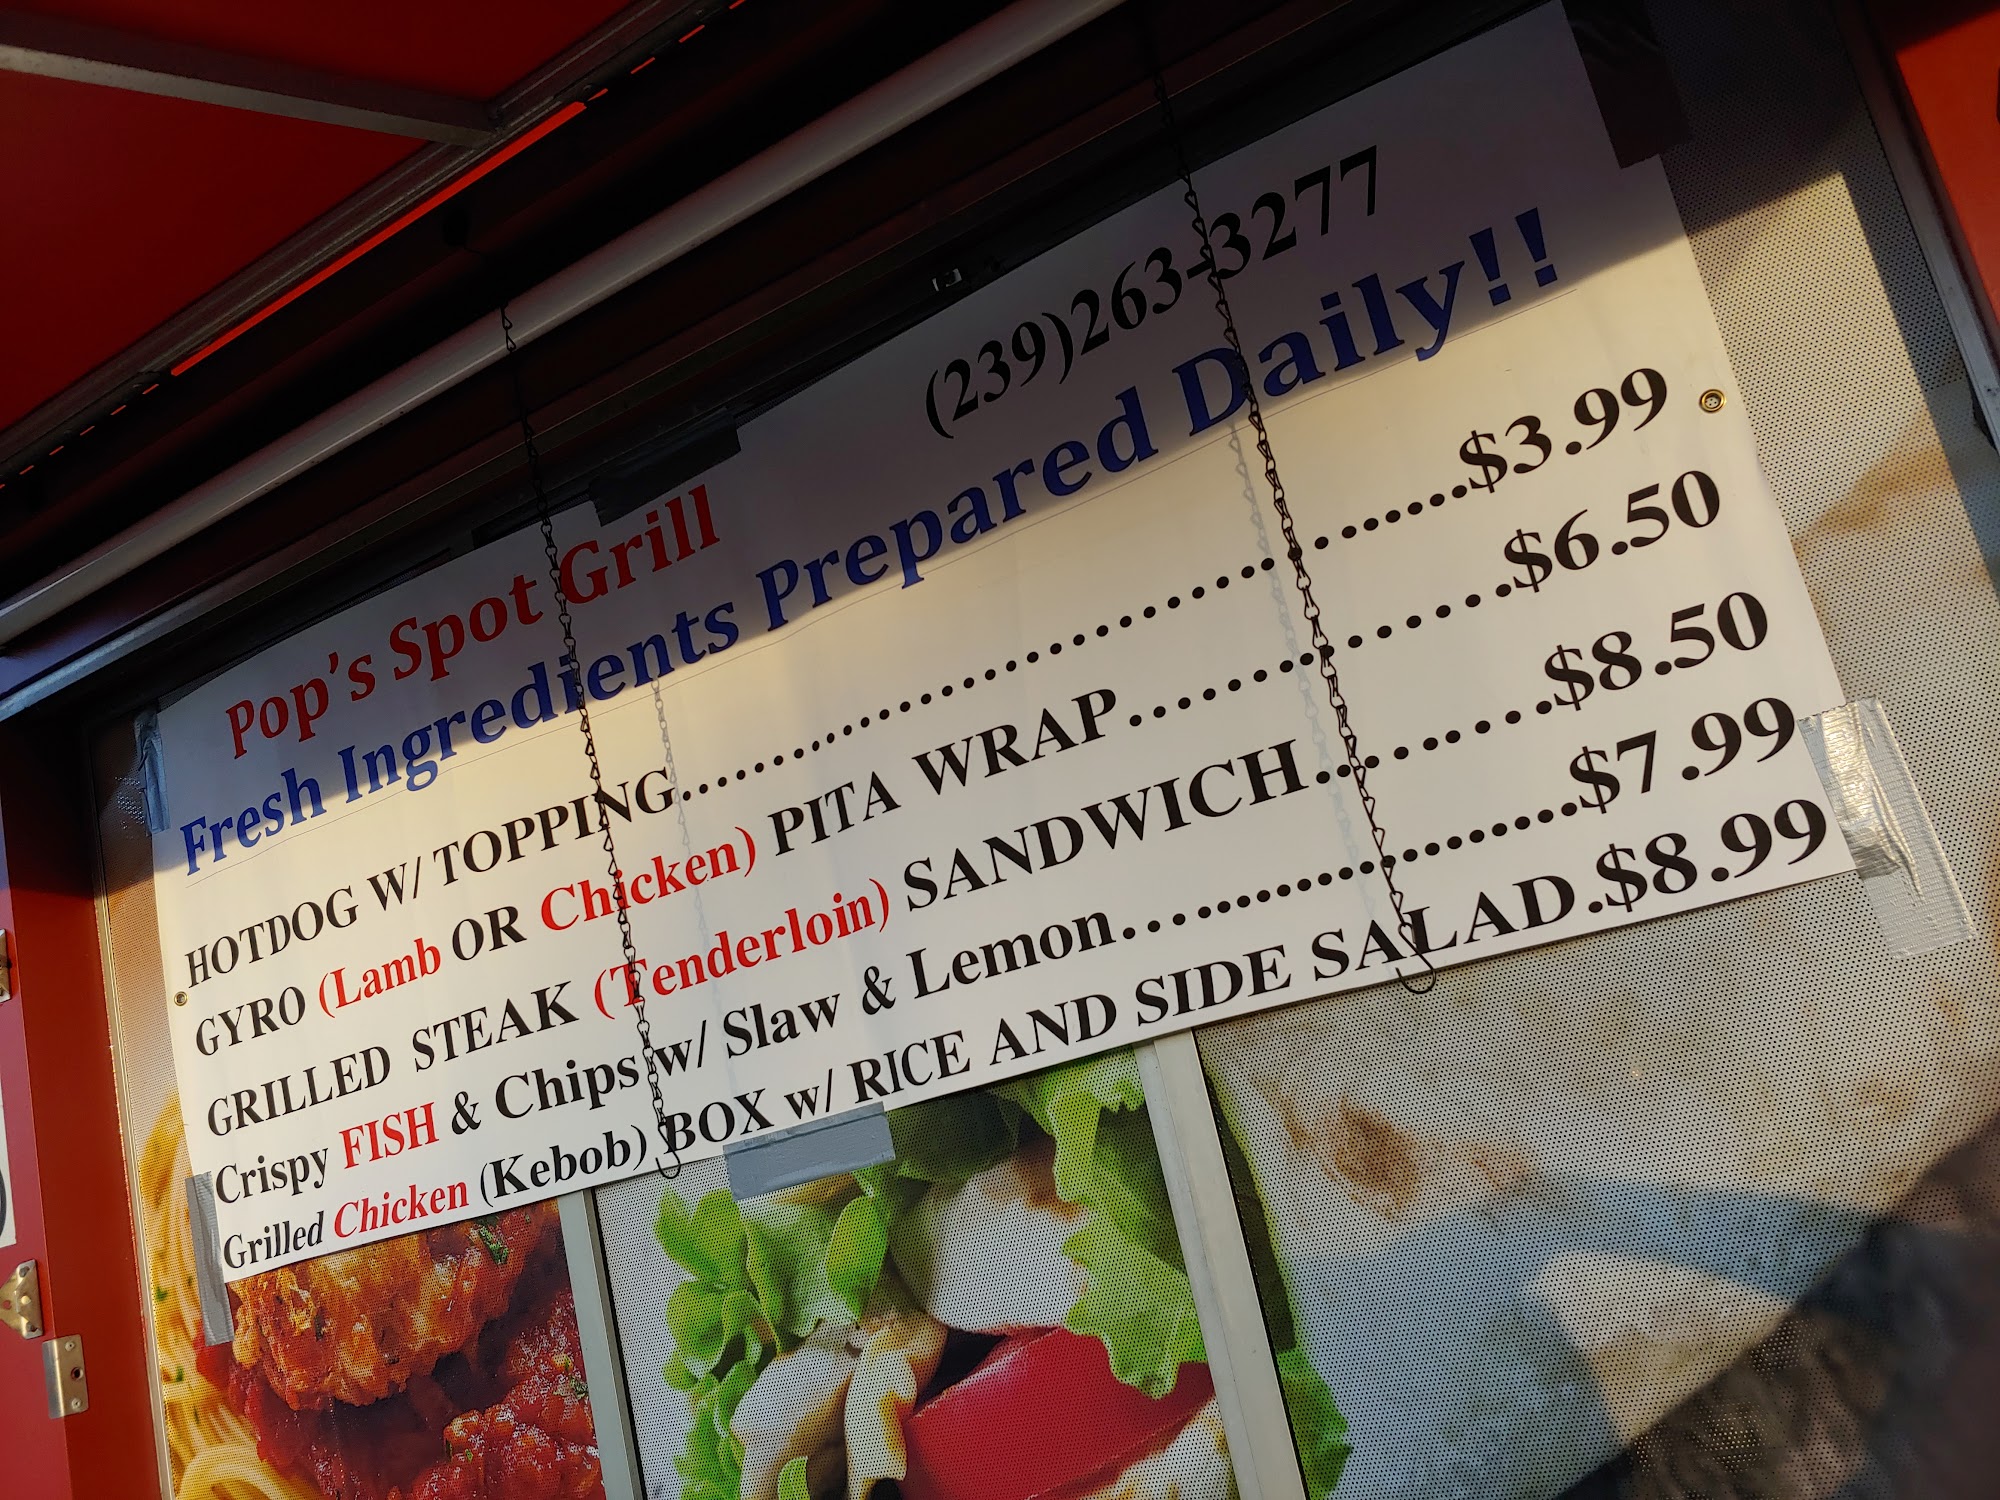 (239)263-3277
Pop's Spot Grill
Fresh Ingredients Prepared Daily!!
HOTDOG W/ TOPPING........................................$3.99
GYRO (Lamb OR Chicken) PITA WRAP....................$6.50
GRILLED STEAK (Tenderloin) SANDWICH............$8.50
Crispy FISH & Chips w/ Slaw & Lemon.........................$7.99
Grilled Chicken (Kebob) BOX w/ RICE AND SIDE SALAD.$8.99